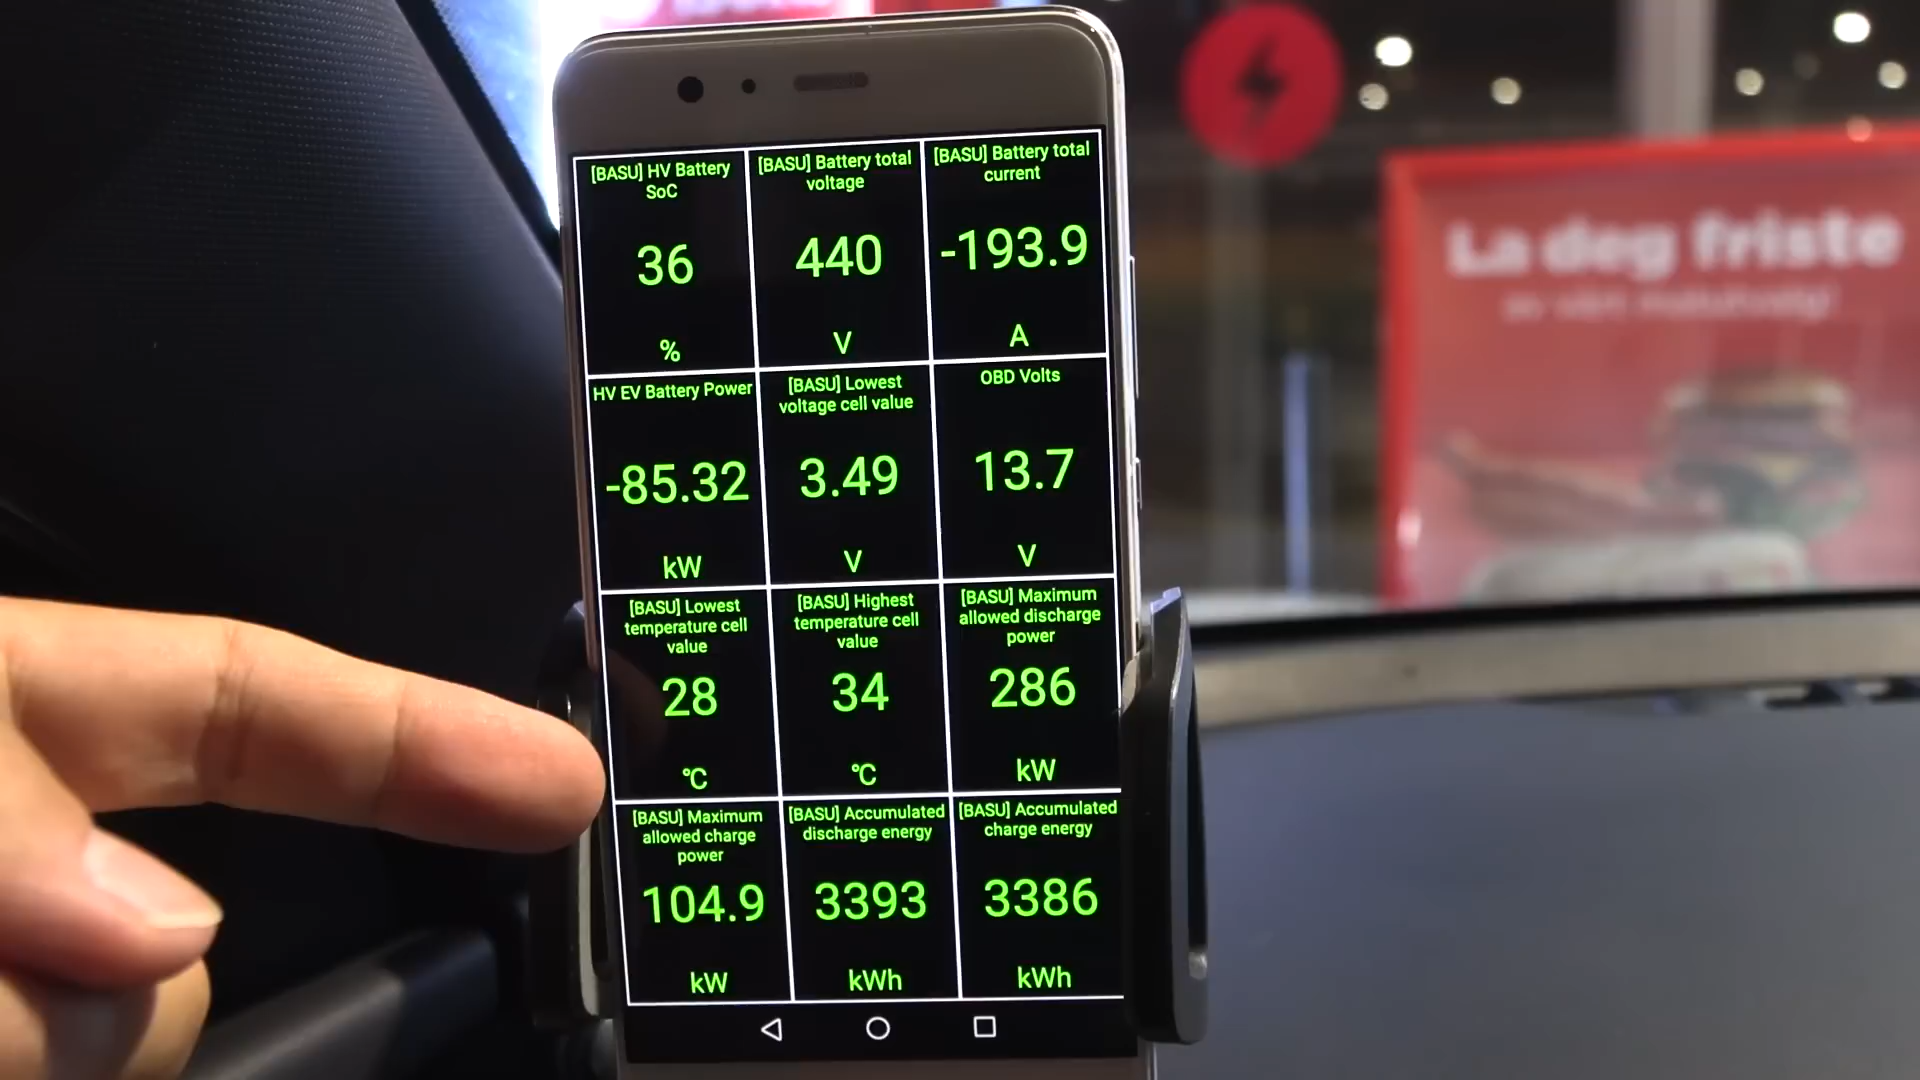 [BASU] HV Battery
SoC
36
%
[BASU] Battery total
voltage
440
V
[BASU] Battery total
current
-193.9
A
HV EV Battery Power
-85.32
kW
[BASU] Lowest
voltage cell value
3.49
V
OBD Volts
13.7
V
[BASU] Lowest
temperature cell
value
28
°C
[BASU] Highest
temperature cell
value
34
°C
[BASU] Maximum
allowed discharge
power
286
kW
[BASU] Maximum
allowed charge
power
104.9
kW
[BASU] Accumulated
discharge energy
3393
kWh
[BASU] Accumulated
charge energy
3386
kWh
La deg friste